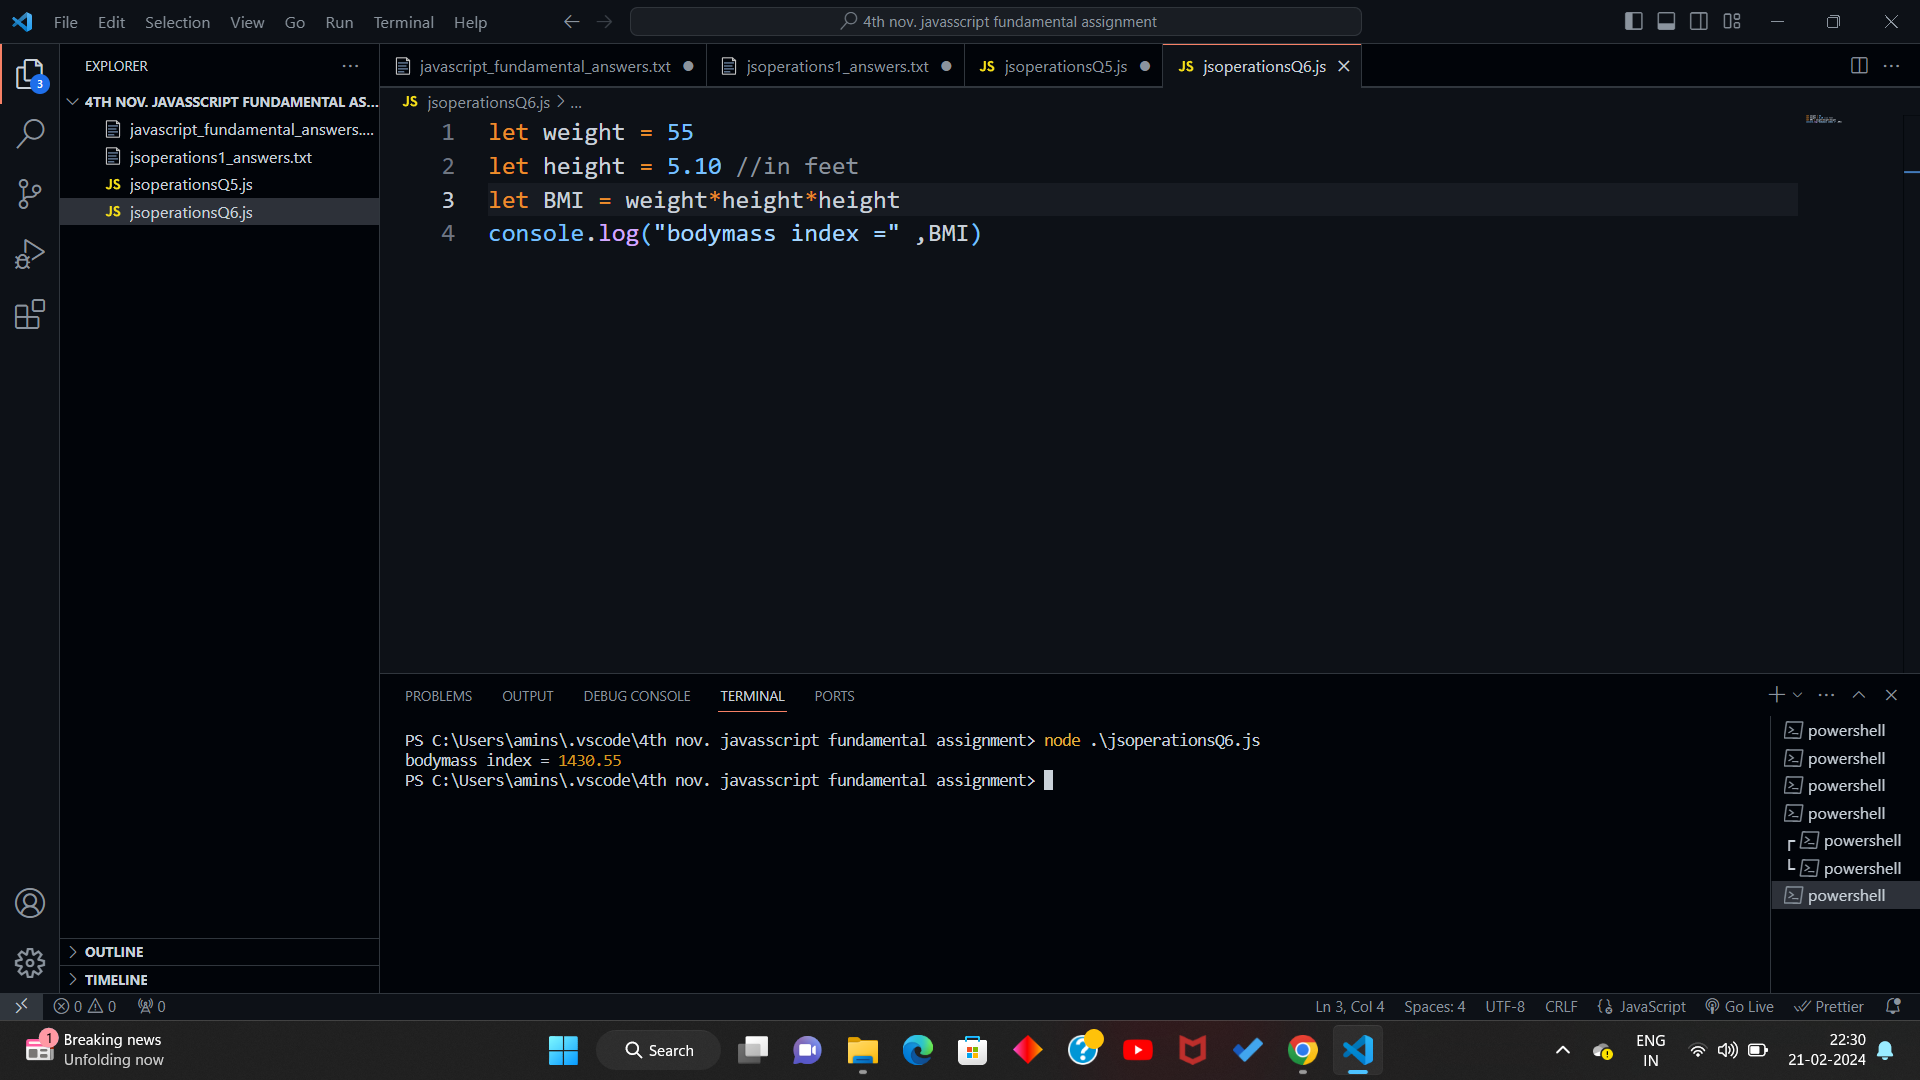 File Edit Selection View Go Run Terminal Help
4th nov. javasscript fundamental assignment
EXPLORER
3
4TH NOV. JAVASSCRIPT FUNDAMENTAL AS...
javascript_fundamental_answers....
jsoperations1_answers.txt
JS jsoperationsQ5.js
JS jsoperationsQ6.js
javascript_fundamental_answers.txt
jsoperations1_answers.txt
JS jsoperationsQ5.js
JS jsoperationsQ6.js
JS jsoperationsQ6.js > ...
1 let weight = 55
2 let height = 5.10 //in feet
3 let BMI = weight*height*height
4 console.log("bodymass index =" ,BMI)
PROBLEMS OUTPUT DEBUG CONSOLE TERMINAL PORTS
PS C:\Users\amins\.vscode\4th nov. javasscript fundamental assignment> node .\jsoperationsQ6.js
bodymass index = 1430.55
PS C:\Users\amins\.vscode\4th nov. javasscript fundamental assignment>
powershell
powershell
powershell
powershell
powershell
powershell
powershell
OUTLINE
TIMELINE
0 0 0
Ln 3, Col 4 Spaces: 4 UTF-8 CRLF JavaScript Go Live Prettier
1
Breaking news
Unfolding now
Search
ENG
IN
22:30
21-02-2024